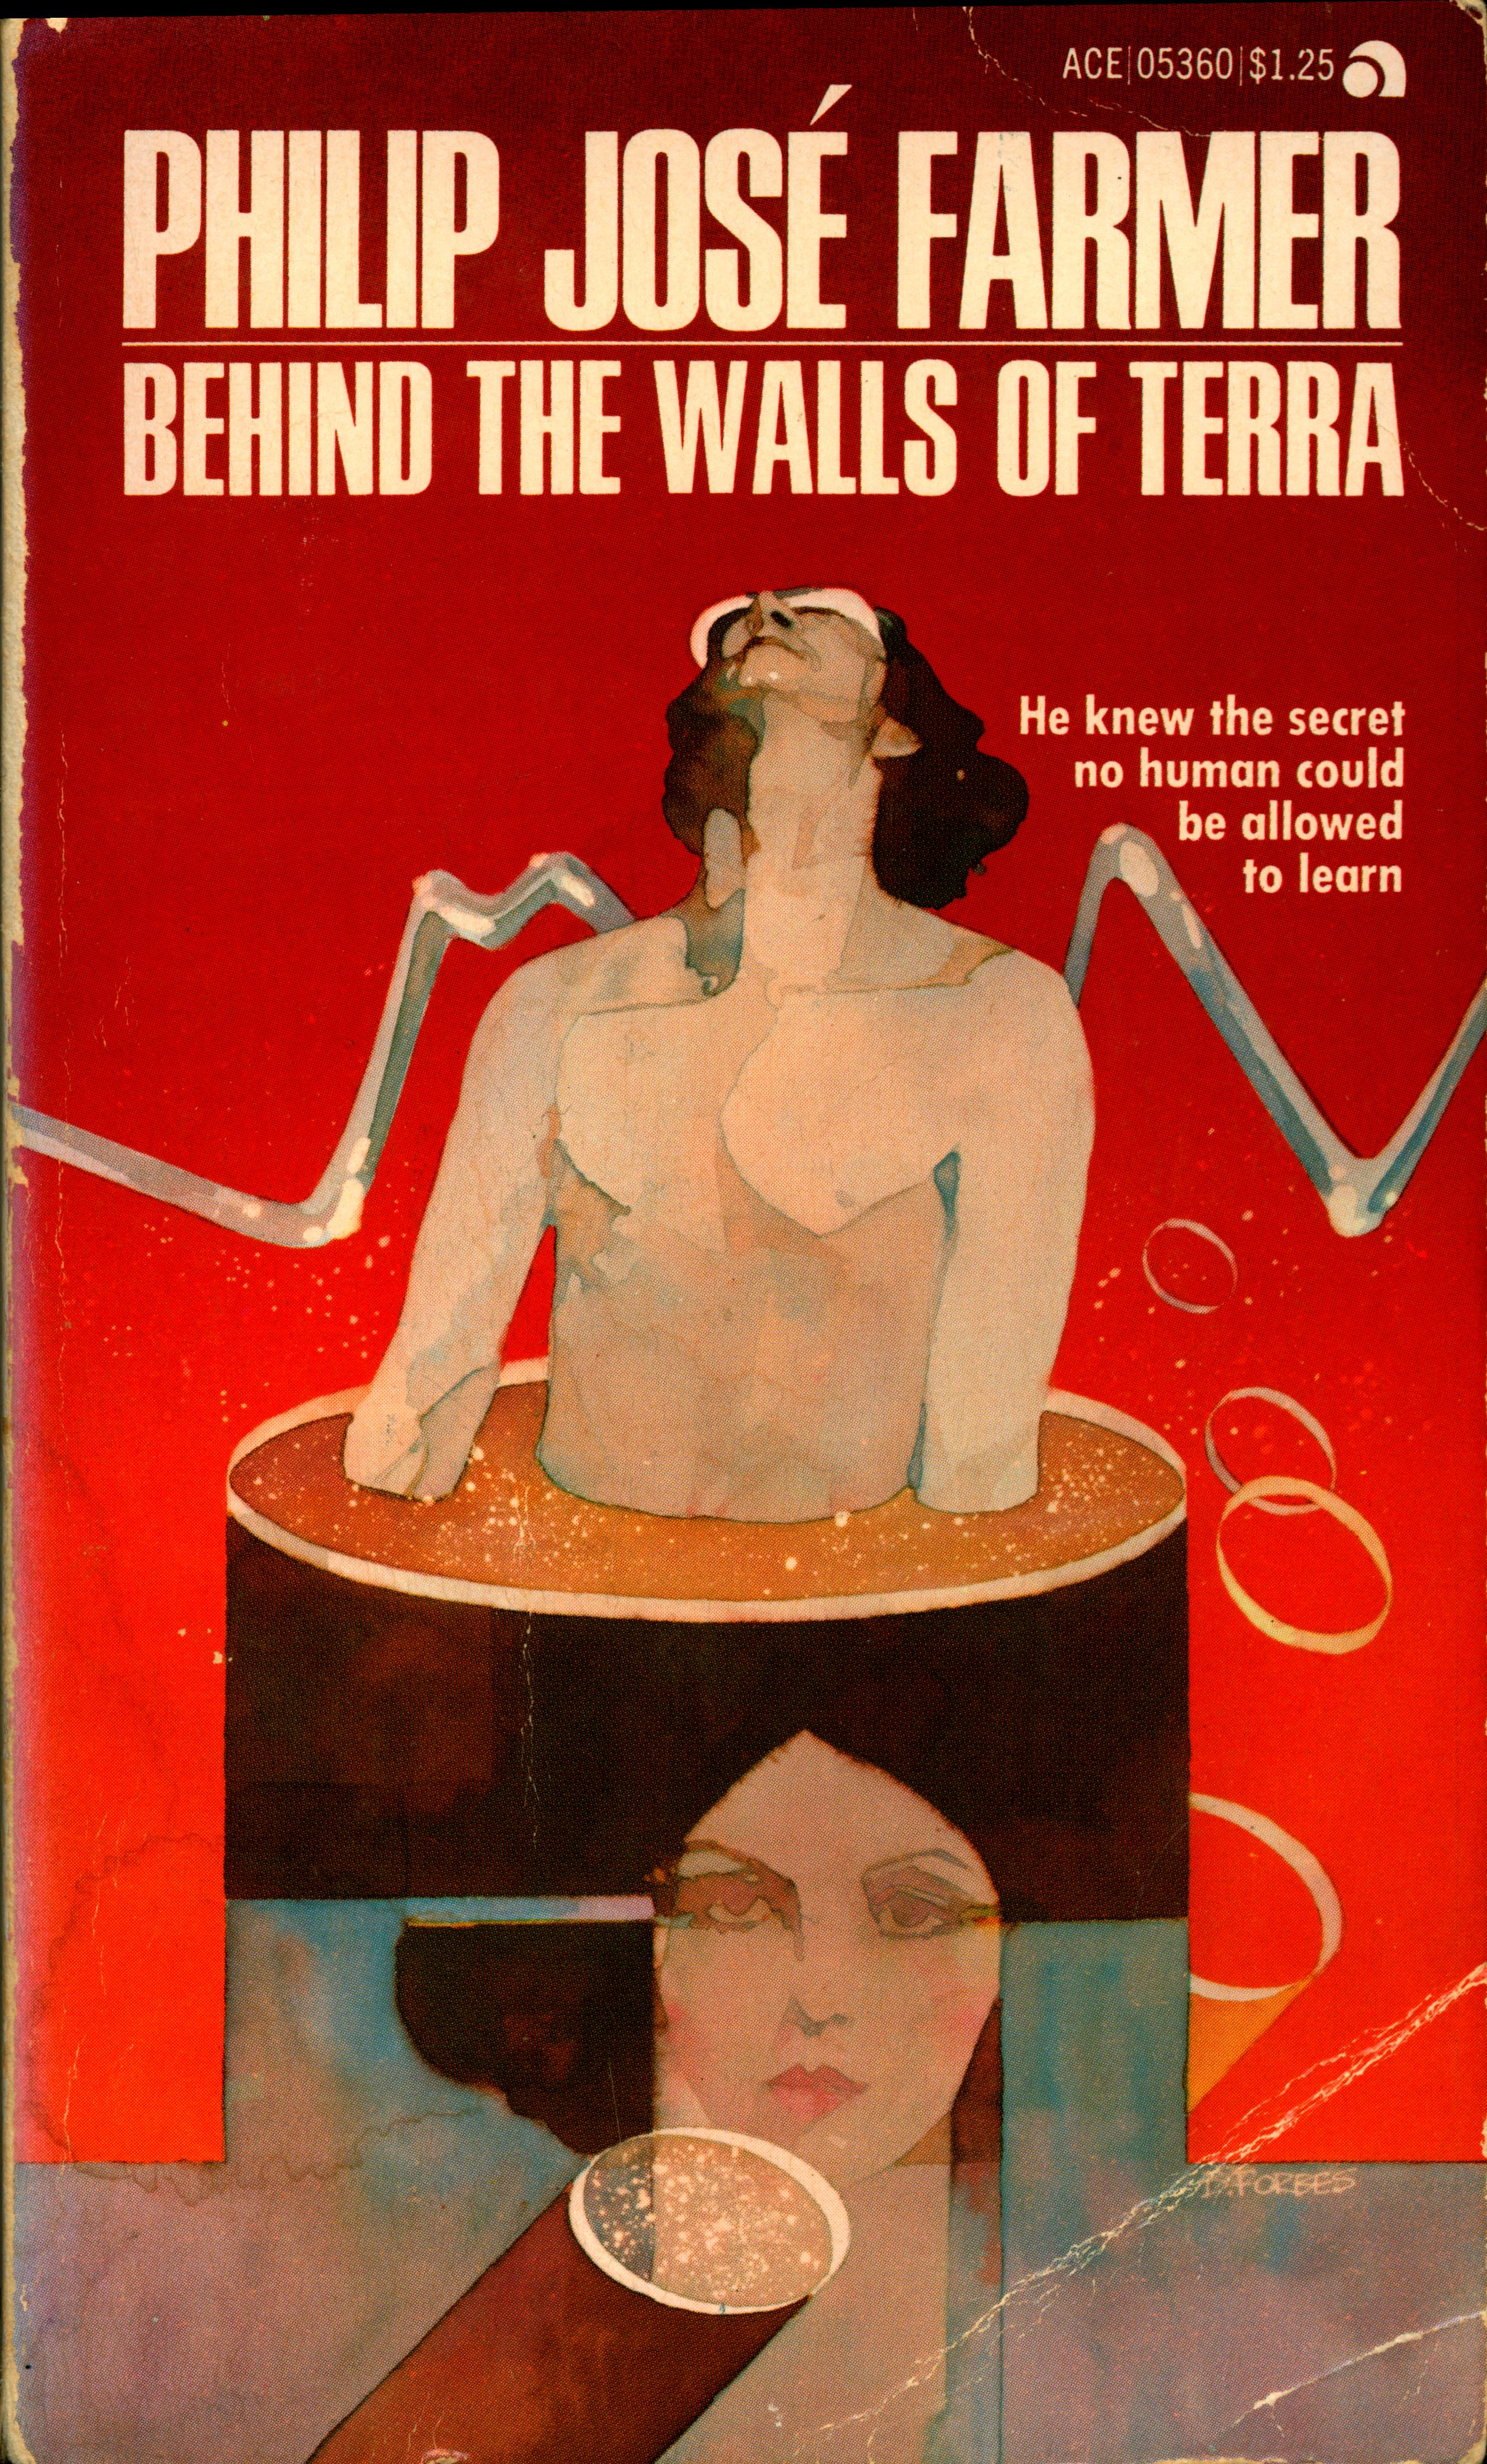 ACE|05360|$1.25
PHILIP JOSÉ FARMER
BEHIND THE WALLS OF TERRA
He knew the secret
no human could
be allowed
to learn
FORBES